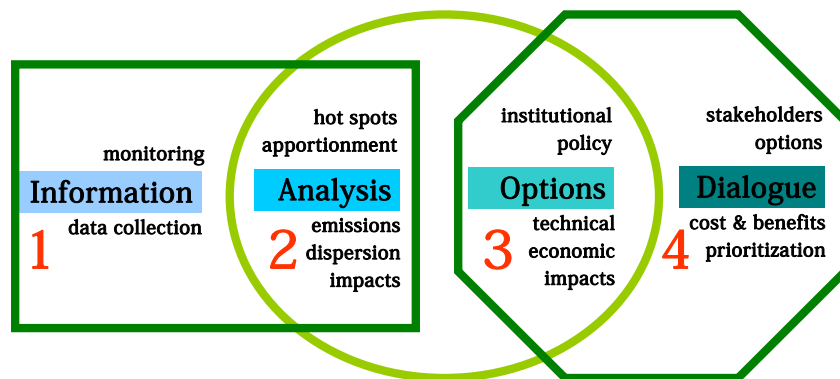 monitoring
Information
data collection
1
hot spots
apportionment
Analysis
emissions
2
dispersion
impacts
institutional
policy
Options
technical
3
economic
impacts
stakeholders
options
Dialogue
cost & benefits
4
prioritization